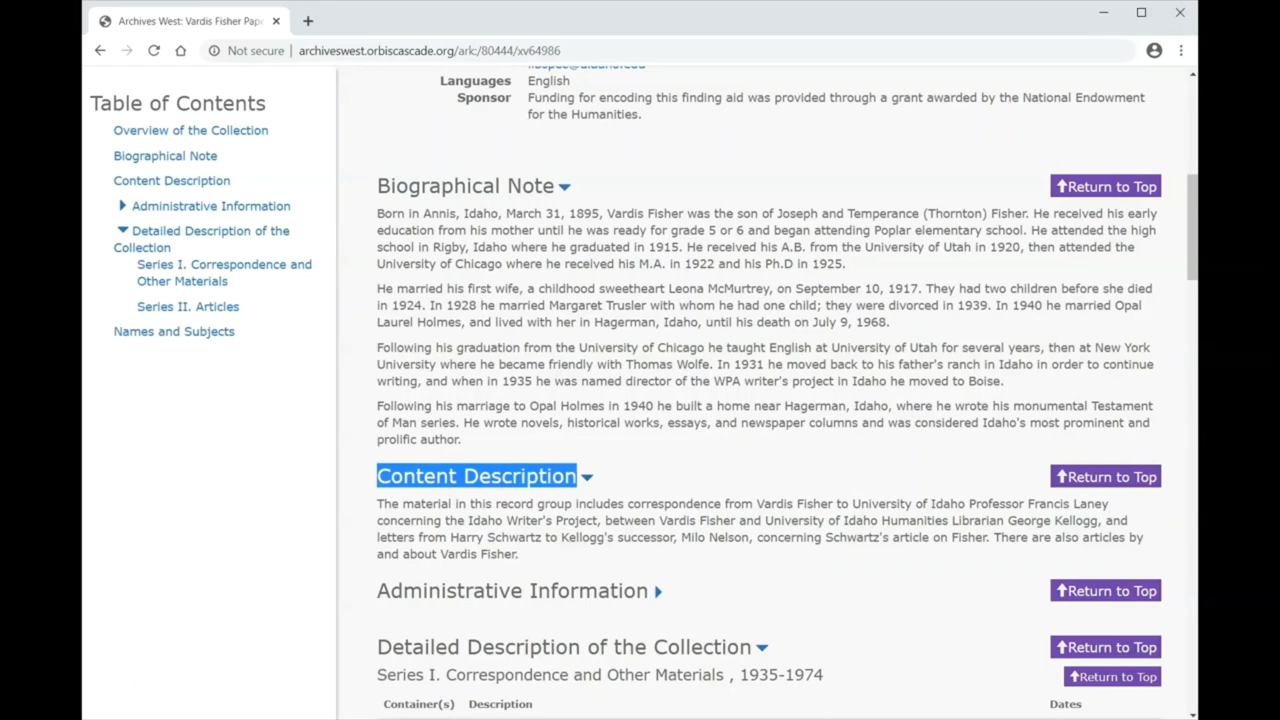 Archives West: Vardis Fisher Pape
Not secure | archiveswest.orbiscascade.org/ark:/80444/xv64986
Table of Contents
Overview of the Collection
Biographical Note
Content Description
Administrative Information
Detailed Description of the
Collection
Series I. Correspondence and
Other Materials
Series II. Articles
Names and Subjects
Languages English
Sponsor Funding for encoding this finding aid was provided through a grant awarded by the National Endowment
for the Humanities.
Biographical Note
Return to Top
Born in Annis, Idaho, March 31, 1895, Vardis Fisher was the son of Joseph and Temperance (Thornton) Fisher. He received his early
education from his mother until he was ready for grade 5 or 6 and began attending Poplar elementary school. He attended the high
school in Rigby, Idaho where he graduated in 1915. He received his A.B. from the University of Utah in 1920, then attended the
University of Chicago where he received his M.A. in 1922 and his Ph.D in 1925.
He married his first wife, a childhood sweetheart Leona McMurtrey, on September 10, 1917. They had two children before she died
in 1924. In 1928 he married Margaret Trusler with whom he had one child; they were divorced in 1939. In 1940 he married Opal
Laurel Holmes, and lived with her in Hagerman, Idaho, until his death on July 9, 1968.
Following his graduation from the University of Chicago he taught English at University of Utah for several years, then at New York
University where he became friendly with Thomas Wolfe. In 1931 he moved back to his father's ranch in Idaho in order to continue
writing, and when in 1935 he was named director of the WPA writer's project in Idaho he moved to Boise.
Following his marriage to Opal Holmes in 1940 he built a home near Hagerman, Idaho, where he wrote his monumental Testament
of Man series. He wrote novels, historical works, essays, and newspaper columns and was considered Idaho's most prominent and
prolific author.
Content Description
Return to Top
The material in this record group includes correspondence from Vardis Fisher to University of Idaho Professor Francis Laney
concerning the Idaho Writer's Project, between Vardis Fisher and University of Idaho Humanities Librarian George Kellogg, and
letters from Harry Schwartz to Kellogg's successor, Milo Nelson, concerning Schwartz's article on Fisher. There are also articles by
and about Vardis Fisher.
Administrative Information
Return to Top
Detailed Description of the Collection
Return to Top
Series I. Correspondence and Other Materials , 1935-1974
Return to Top
Container(s) Description Dates